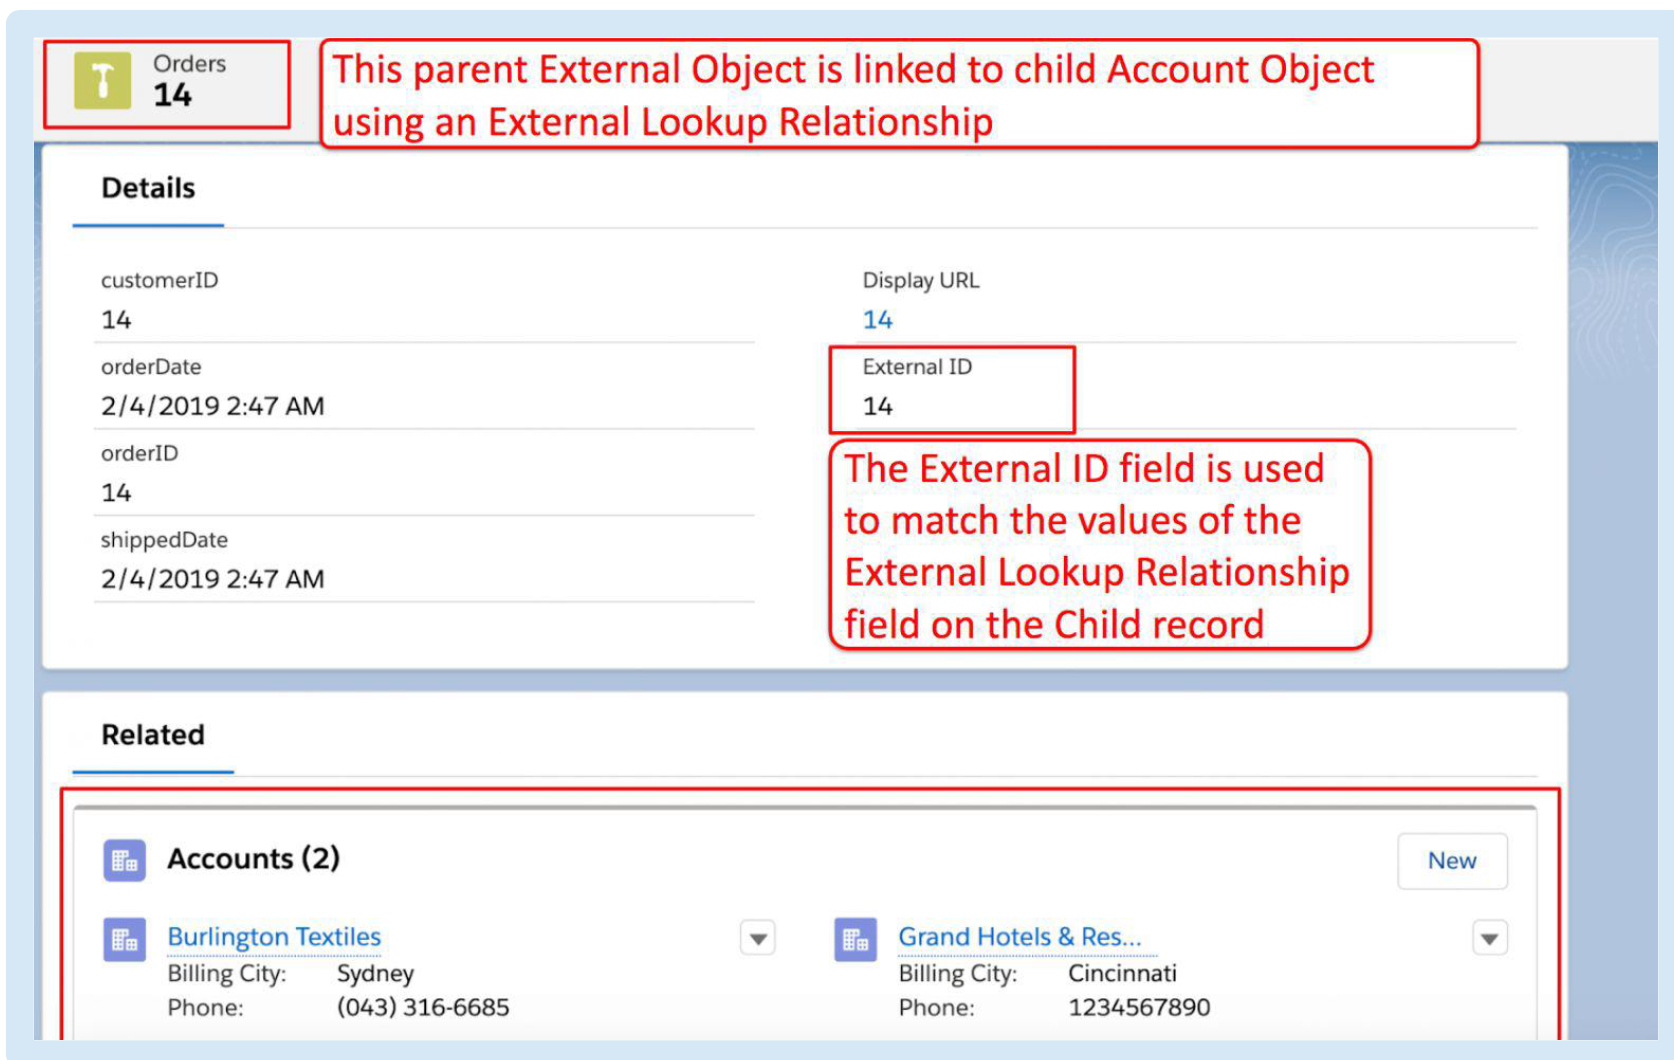 Orders
14
This parent External Object is linked to child Account Object
using an External Lookup Relationship
Details
customerID
14
Display URL
14
orderDate
2/4/2019 2:47 AM
External ID
14
orderID
14
The External ID field is used
to match the values of the
External Lookup Relationship
field on the Child record
shippedDate
2/4/2019 2:47 AM
Related
Accounts (2)
New
Burlington Textiles
Billing City: Sydney
Phone: (043) 316-6685
Grand Hotels & Res...
Billing City: Cincinnati
Phone: 1234567890